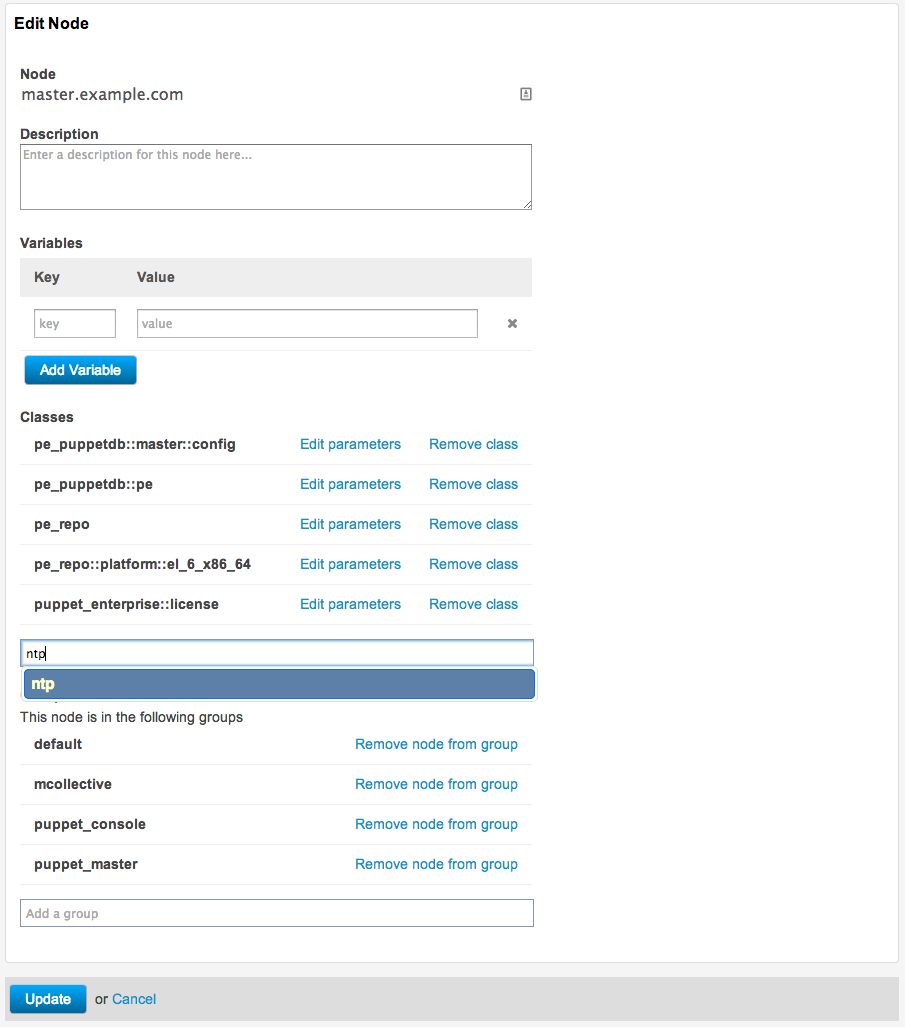 Edit Node
Node
master.example.com
Description
Enter a description for this node here...
Variables
Key Value
key value
Add Variable
Classes
pe_puppetdb::master::config Edit parameters Remove class
pe_puppetdb::pe Edit parameters Remove class
pe_repo Edit parameters Remove class
pe_repo::platform::el_6_x86_64 Edit parameters Remove class
puppet_enterprise::license Edit parameters Remove class
ntp
ntp
This node is in the following groups
default Remove node from group
mcollective Remove node from group
puppet_console Remove node from group
puppet_master Remove node from group
Add a group
Update or Cancel